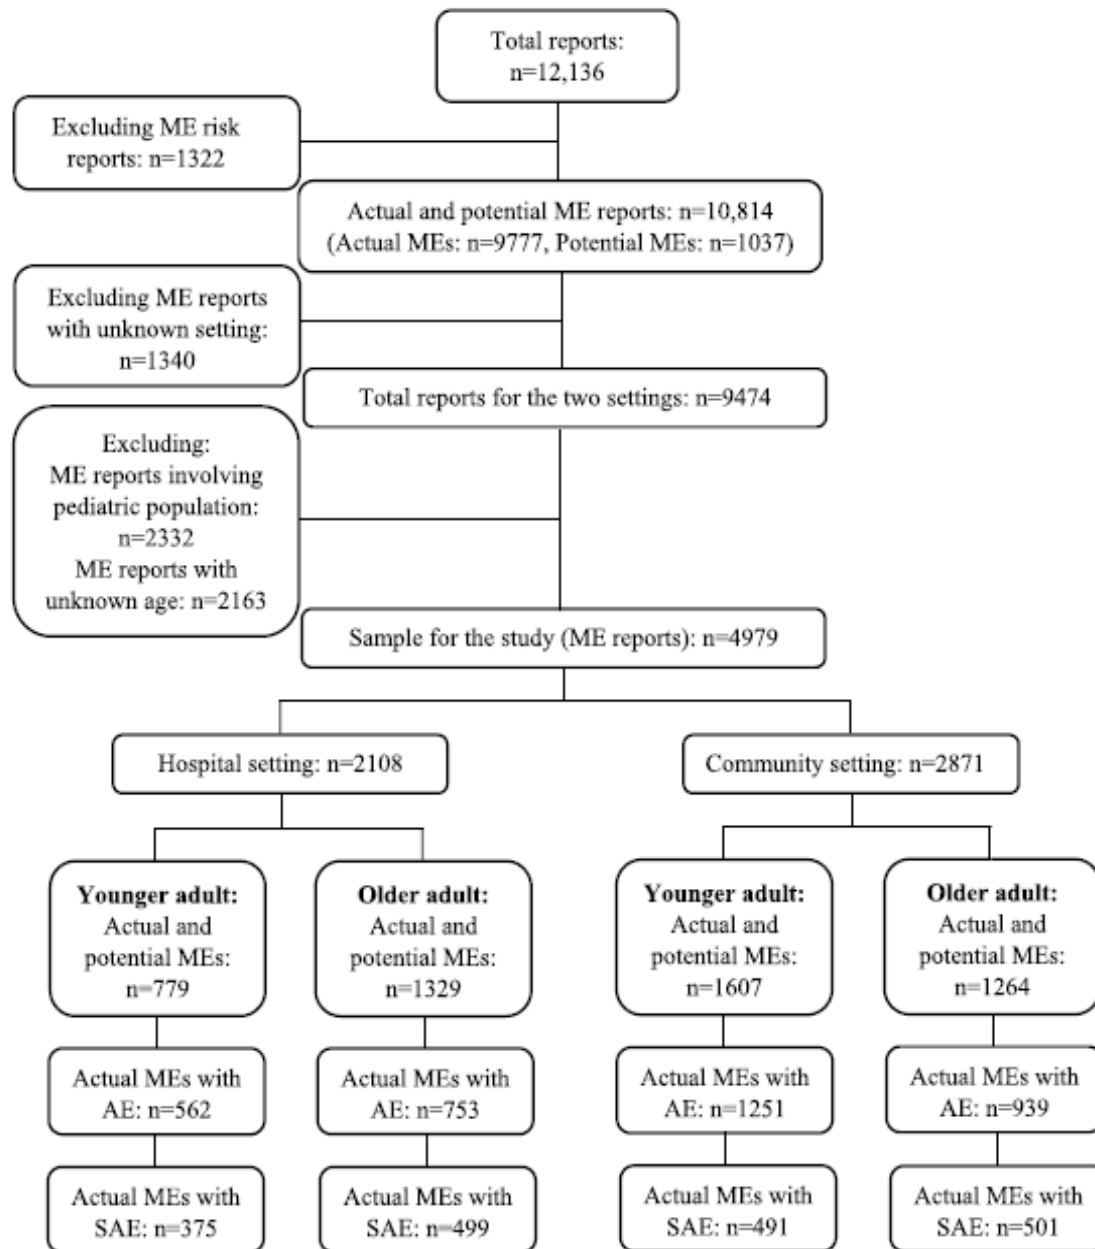 Total reports:
n=12,136
Excluding ME risk
reports: n=1322
Actual and potential ME reports: n=10,814
(Actual MEs: n=9777, Potential MEs: n=1037)
Excluding ME reports
with unknown setting:
n=1340
Total reports for the two settings: n=9474
Excluding:
ME reports involving
pediatric population:
n=2332
ME reports with
unknown age: n=2163
Sample for the study (ME reports): n=4979
Hospital setting: n=2108
Community setting: n=2871
Younger adult:
Actual and
potential MEs:
n=779
Older adult:
Actual and
potential MEs:
n=1329
Younger adult:
Actual and
potential MEs:
n=1607
Older adult:
Actual and
potential MEs:
n=1264
Actual MEs with
AE: n=562
Actual MEs with
AE: n=753
Actual MEs with
AE: n=1251
Actual MEs with
AE: n=939
Actual MEs with
SAE: n=375
Actual MEs with
SAE: n=499
Actual MEs with
SAE: n=491
Actual MEs with
SAE: n=501